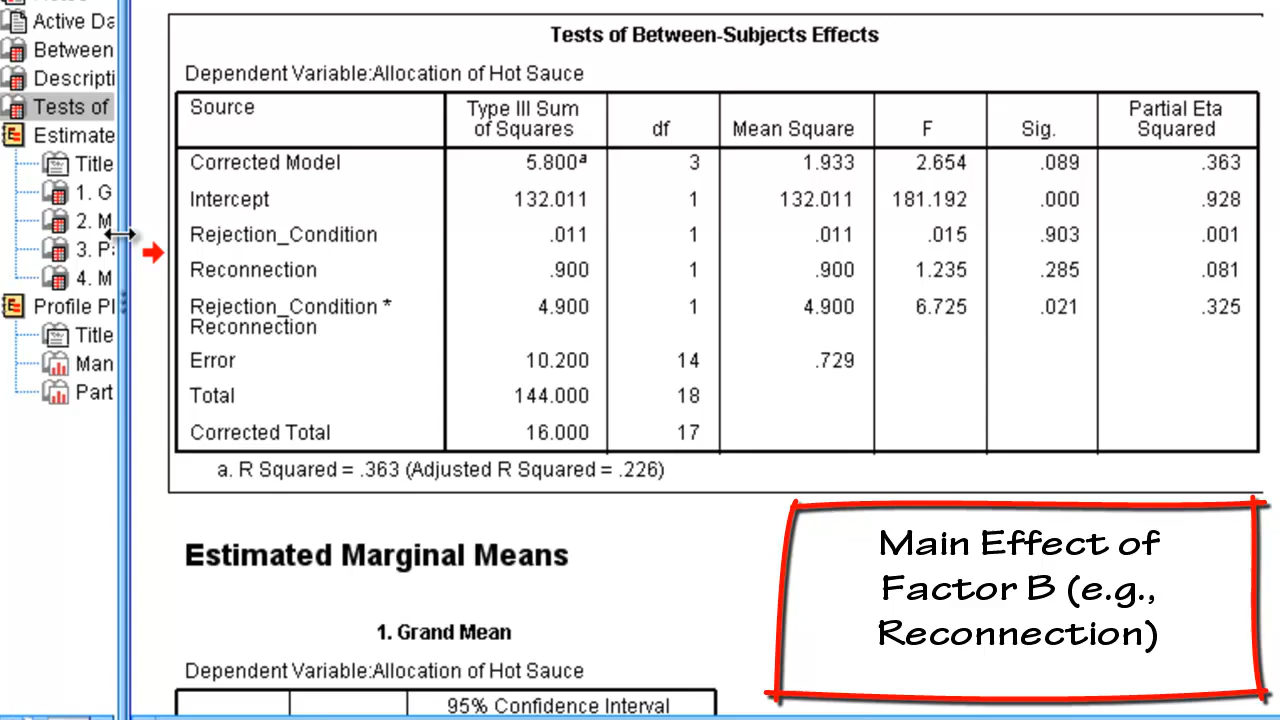 Active Da
Between
Descripti
Tests of
Estimate
Title
1. G
2. M
3. P
4. M
Profile Pl
Title
Man
Part
Tests of Between-Subjects Effects
Dependent Variable:Allocation of Hot Sauce
Source Type III Sum of Squares df Mean Square F Sig. Partial Eta Squared
Corrected Model 5.800a 3 1.933 2.654 .089 .363
Intercept 132.011 1 132.011 181.192 .000 .928
Rejection_Condition .011 1 .011 .015 .903 .001
Reconnection .900 1 .900 1.235 .285 .081
Rejection_Condition * Reconnection 4.900 1 4.900 6.725 .021 .325
Error 10.200 14 .729
Total 144.000 18
Corrected Total 16.000 17
a. R Squared = .363 (Adjusted R Squared = .226)
Estimated Marginal Means
1. Grand Mean
Dependent Variable:Allocation of Hot Sauce
95% Confidence Interval
Main Effect of
Factor B (e.g.,
Reconnection)